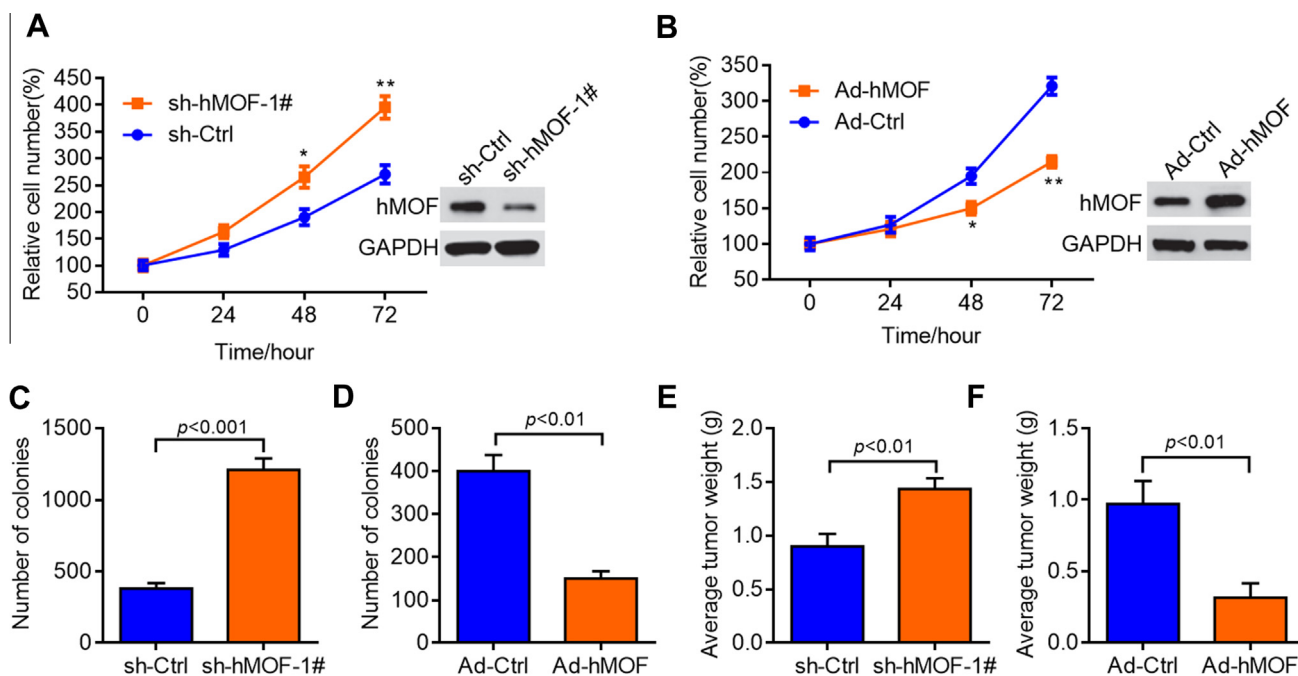 A
Relative cell number(%)
450
400
350
300
250
200
150
100
50
sh-hMOF-1#
sh-Ctrl
*
**
0 24 48 72
Time/hour
sh-Ctrl
sh-hMOF-1#
hMOF
GAPDH
B
Relative cell number(%)
350
300
250
200
150
100
50
Ad-hMOF
Ad-Ctrl
*
**
0 24 48 72
Time/hour
Ad-Ctrl
Ad-hMOF
hMOF
GAPDH
C
Number of colonies
1500
1000
500
0
p<0.001
sh-Ctrl sh-hMOF-1#
D
Number of colonies
500
400
300
200
100
0
p<0.01
Ad-Ctrl Ad-hMOF
E
Average tumor weight (g)
2.0
1.5
1.0
0.5
0.0
p<0.01
sh-Ctrl sh-hMOF-1#
F
Average tumor weight (g)
1.5
1.0
0.5
0.0
p<0.01
Ad-Ctrl Ad-hMOF